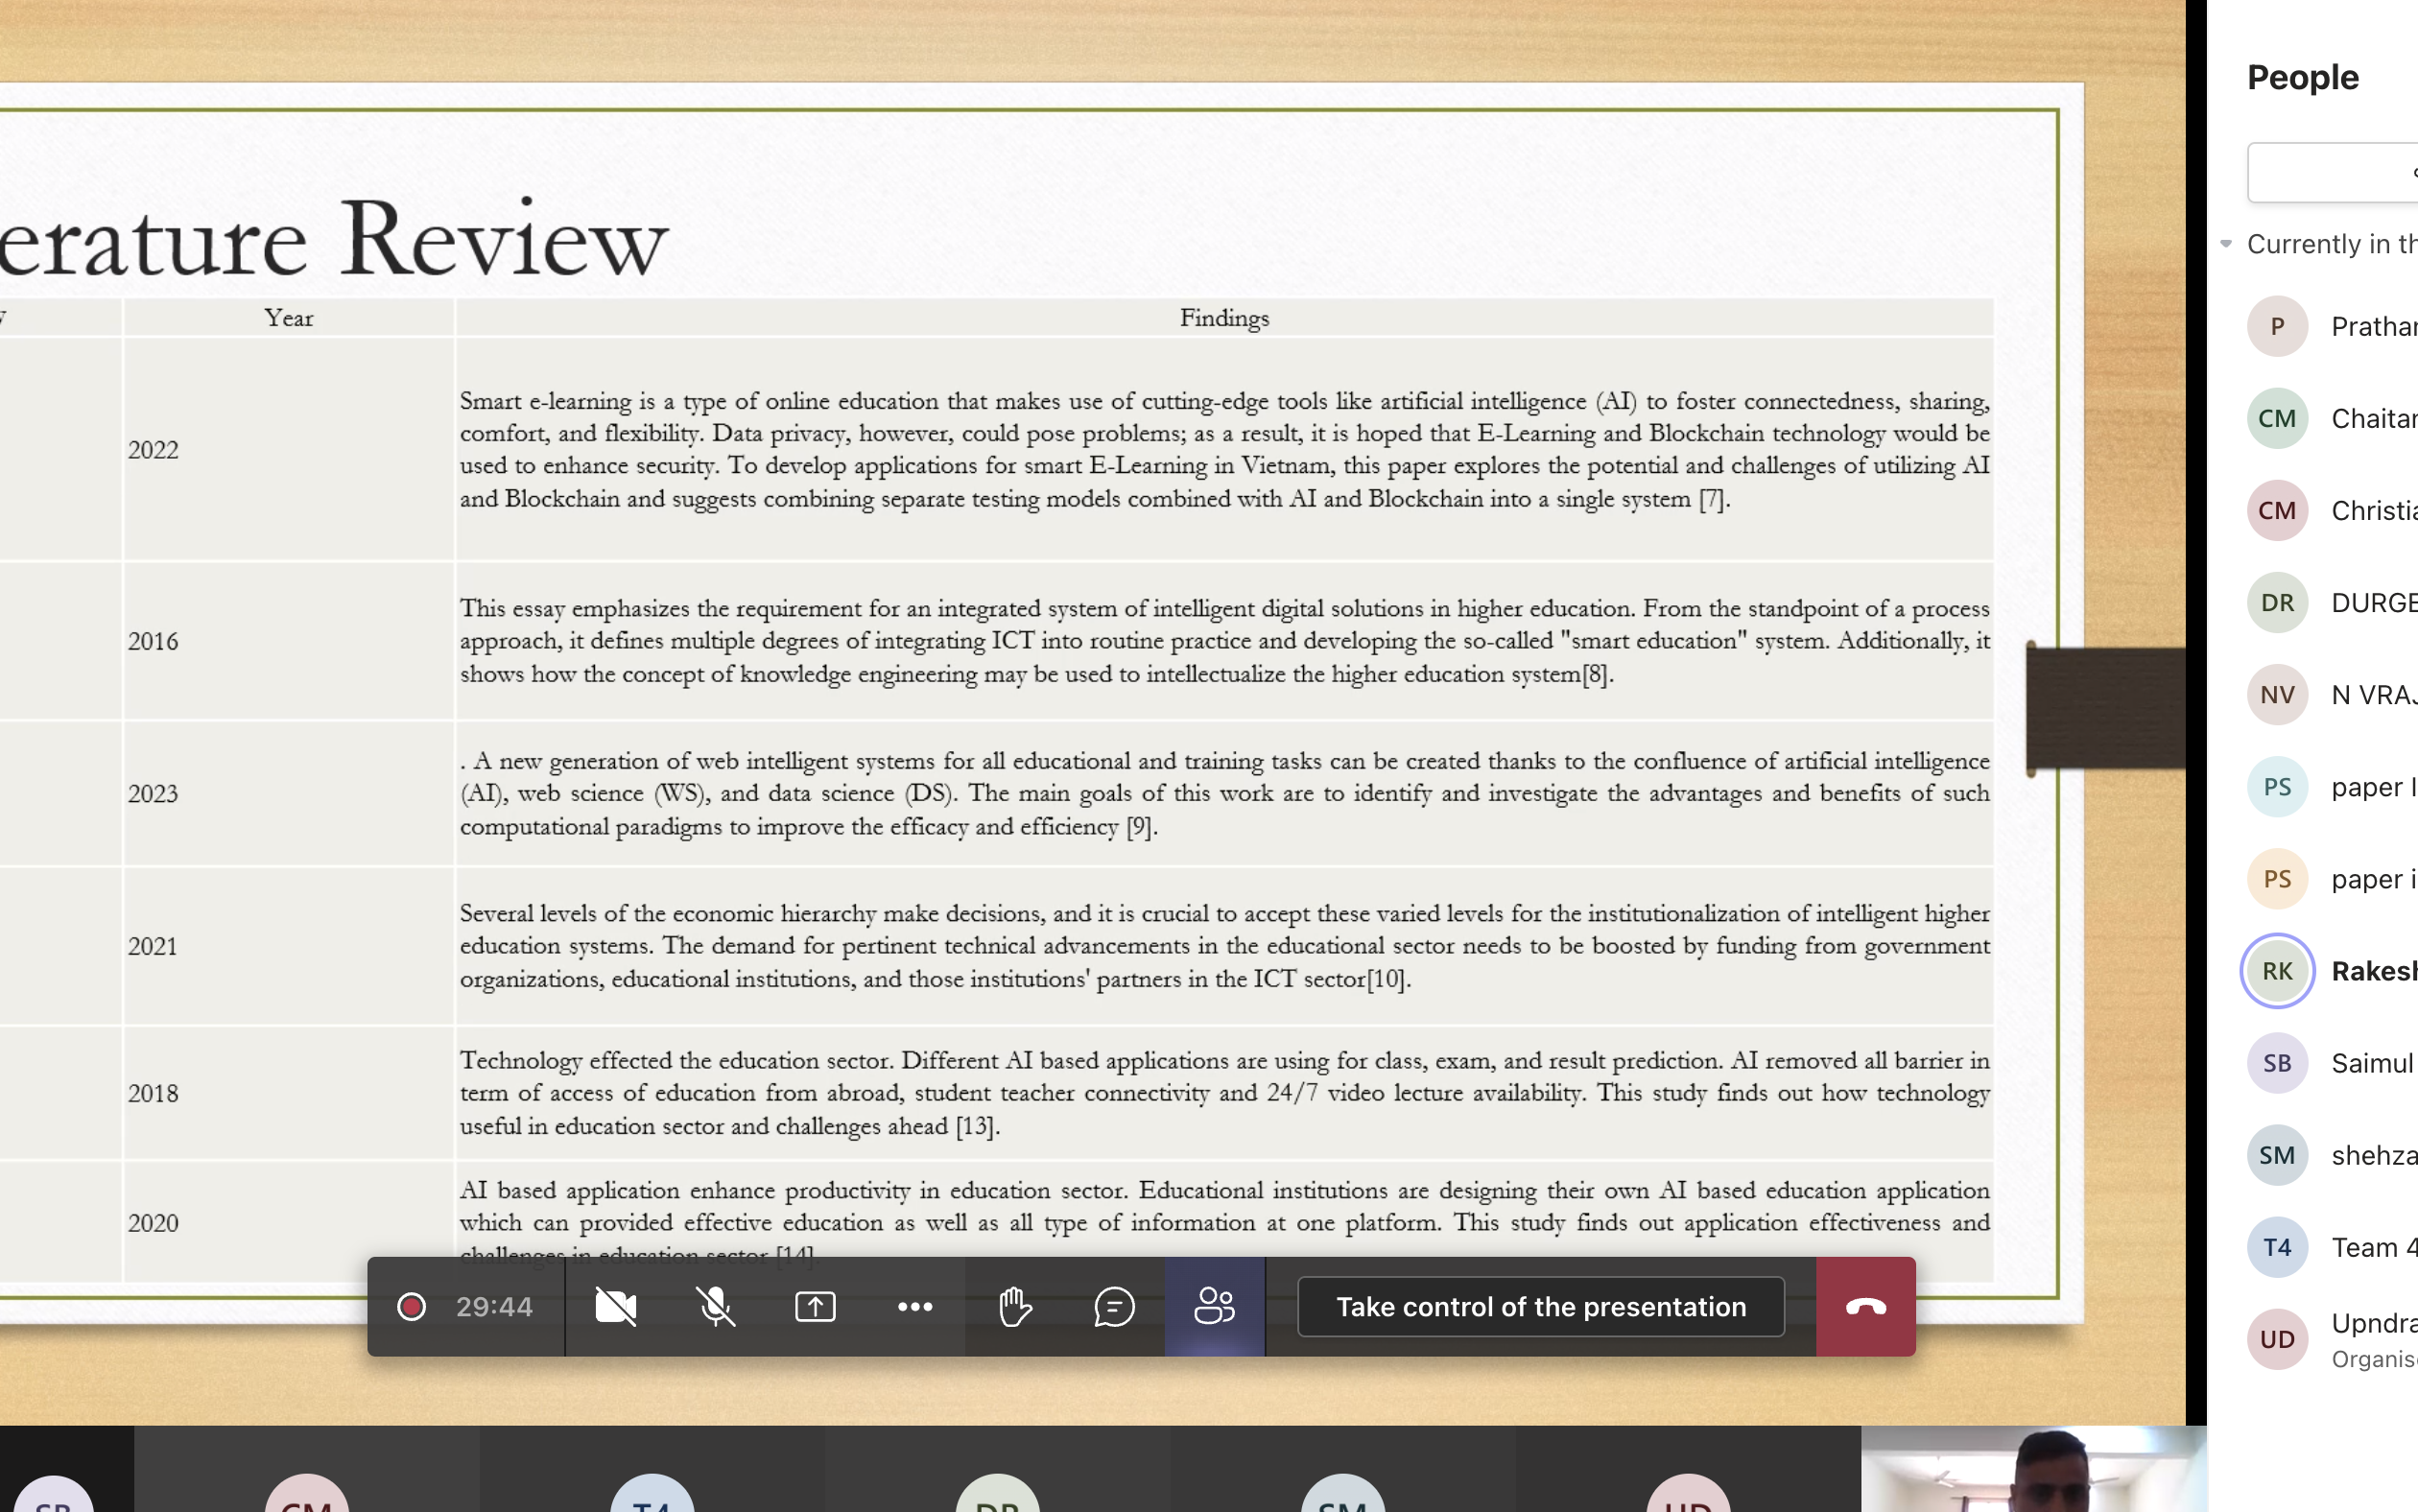 erature Review
Year
Findings
2022
Smart e-learning is a type of online education that makes use of cutting-edge tools like artificial intelligence (AI) to foster connectedness, sharing,
comfort, and flexibility. Data privacy, however, could pose problems; as a result, it is hoped that E-Learning and Blockchain technology would be
used to enhance security. To develop applications for smart E-Learning in Vietnam, this paper explores the potential and challenges of utilizing AI
and Blockchain and suggests combining separate testing models combined with AI and Blockchain into a single system [7].
2016
This essay emphasizes the requirement for an integrated system of intelligent digital solutions in higher education. From the standpoint of a process
approach, it defines multiple degrees of integrating ICT into routine practice and developing the so-called "smart education" system. Additionally, it
shows how the concept of knowledge engineering may be used to intellectualize the higher education system[8].
2023
. A new generation of web intelligent systems for all educational and training tasks can be created thanks to the confluence of artificial intelligence
(AI), web science (WS), and data science (DS). The main goals of this work are to identify and investigate the advantages and benefits of such
computational paradigms to improve the efficacy and efficiency [9].
2021
Several levels of the economic hierarchy make decisions, and it is crucial to accept these varied levels for the institutionalization of intelligent higher
education systems. The demand for pertinent technical advancements in the educational sector needs to be boosted by funding from government
organizations, educational institutions, and those institutions' partners in the ICT sector[10].
2018
Technology effected the education sector. Different AI based applications are using for class, exam, and result prediction. AI removed all barrier in
term of access of education from abroad, student teacher connectivity and 24/7 video lecture availability. This study finds out how technology
useful in education sector and challenges ahead [13].
2020
AI based application enhance productivity in education sector. Educational institutions are designing their own AI based education application
which can provided effective education as well as all type of information at one platform. This study finds out application effectiveness and
challenges in education sector [14].
29:44
Take control of the presentation
People
Currently in th
P Prathar
CM Chaitar
CM Christia
DR DURGE
NV N VRAJ
PS paper I
PS paper i
RK Rakesh
SB Saimul
SM shehza
T4 Team 4
UD Upndra
Organise
SB
CM
T4
DR
SM
UD